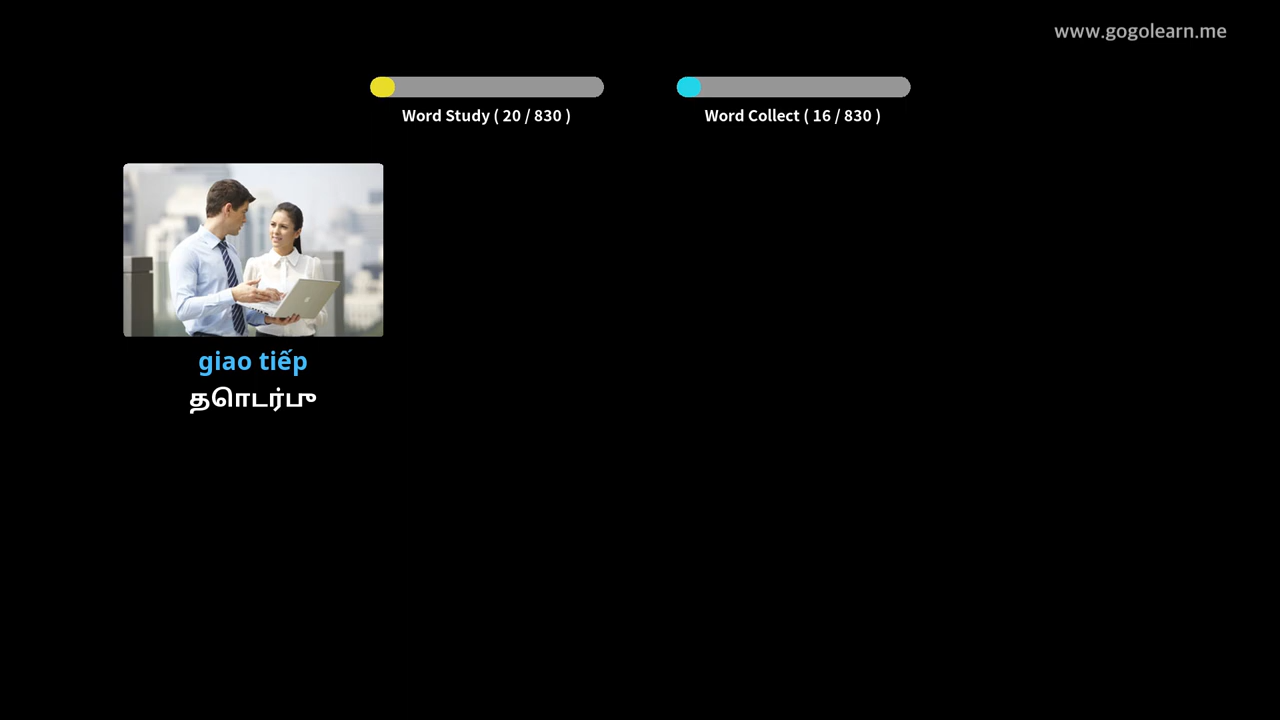 www.gogolearn.me
Word Study ( 20 / 830 )
Word Collect ( 16 / 830 )
giao tiếp
தொடர்பு